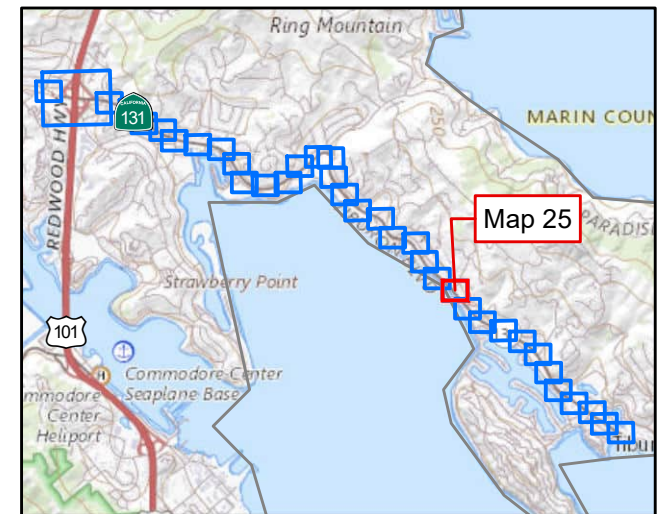 Ring Mountain
CALIFORNIA
131
MARIN COUN
REDWOOD HWY
Map 25
PARADIS
250
Strawberry Point
101
Commodore Center
Seaplane Base
H
mmodore
Center
Heliport
Tibu